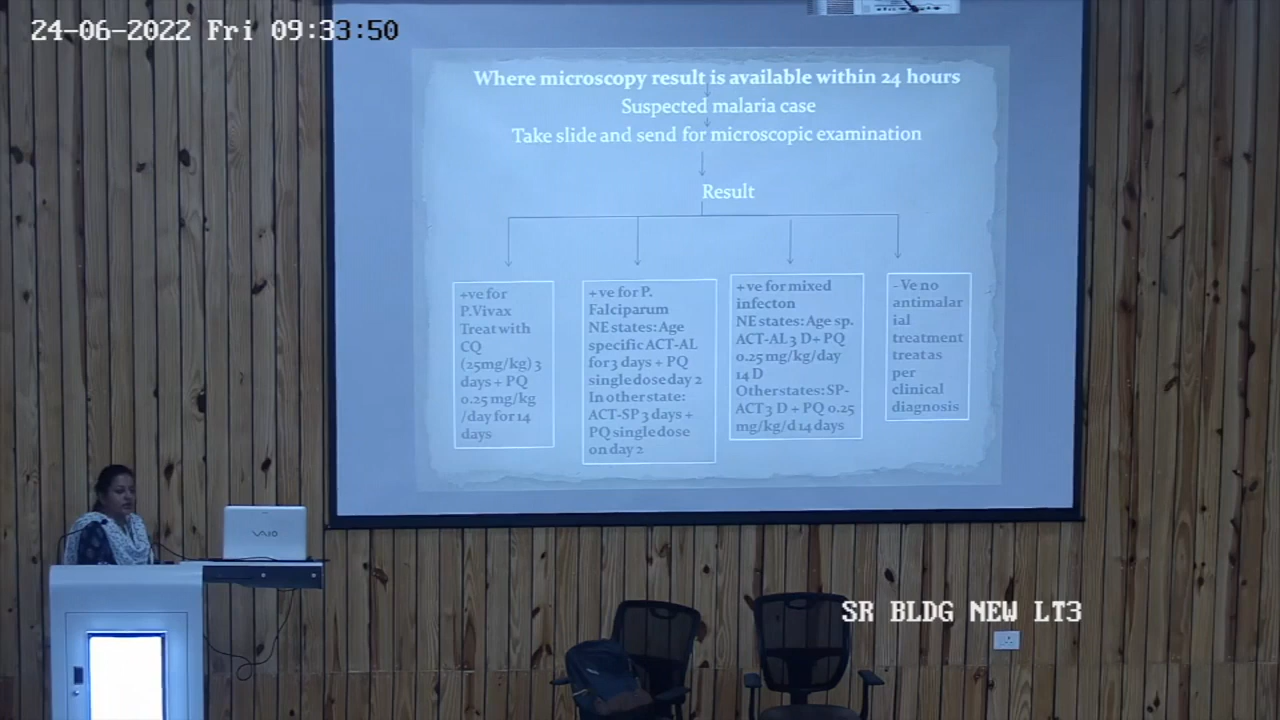 24-06-2022 Fri 09:33:50
Where microscopy result is available within 24 hours
Suspected malaria case
Take slide and send for microscopic examination
Result
+ve for
P.Vivax
Treat with
CQ
(25mg/kg) 3
days + PQ
0.25 mg/kg
/day for 14
days
+ve for P.
Falciparum
NE states: Age
specific ACT-AL
for 3 days + PQ
single dose day 2
In other state:
ACT-SP 3 days +
PQ single dose
on day 2
+ve for mixed
infecton
NE states: Age sp.
ACT-AL 3 D+ PQ
0.25 mg/kg/day
14 D
Other states: SP-
ACT 3 D + PQ 0.25
mg/kg/d 14 days
-Ve no
antimalar
ial
treatment
treat as
per
clinical
diagnosis
VAIO
SR BLDG NEW LT3